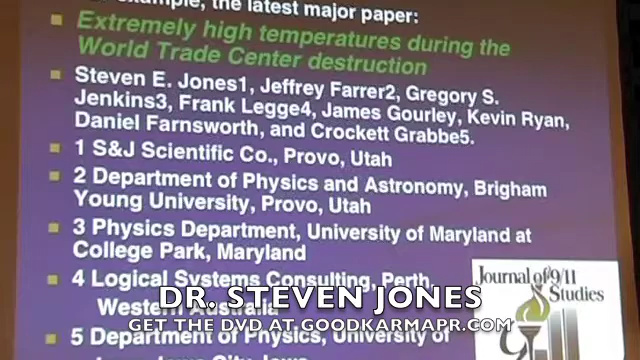 example, the latest major paper:
Extremely high temperatures during the
World Trade Center destruction
Steven E. Jones1, Jeffrey Farrer2, Gregory S.
Jenkins3, Frank Legge4, James Gourley, Kevin Ryan,
Daniel Farnsworth, and Crockett Grabbe5.
1 S&J Scientific Co., Provo, Utah
2 Department of Physics and Astronomy, Brigham
Young University, Provo, Utah
3 Physics Department, University of Maryland at
College Park, Maryland
4 Logical Systems Consulting, Perth,
Western Australia
5 Department of Physics, University of
Iowa City, Iowa
Journal of 9/11
Studies
DR. STEVEN JONES
GET THE DVD AT GOODKARMAPR.COM